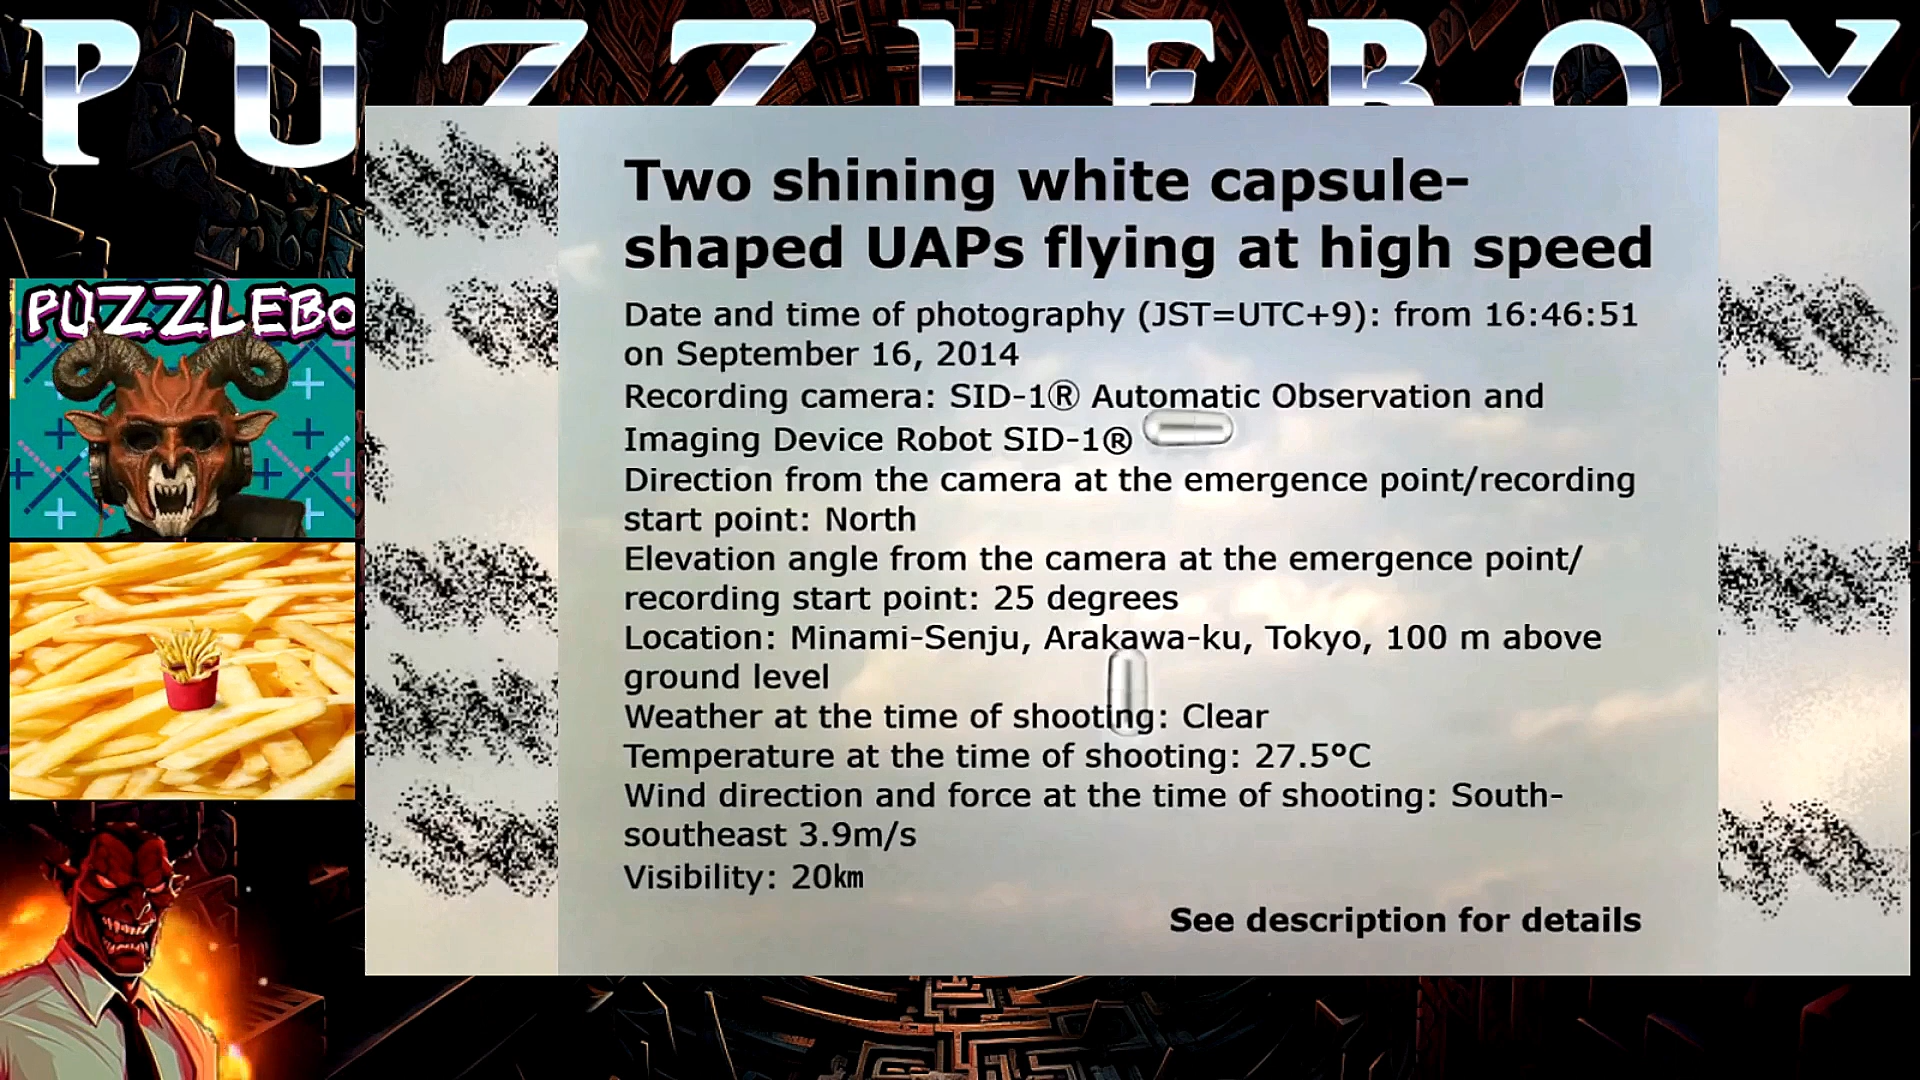 PUZZLEBOX
Two shining white capsule-
shaped UAPs flying at high speed
Date and time of photography (JST=UTC+9): from 16:46:51
on September 16, 2014
Recording camera: SID-1® Automatic Observation and
Imaging Device Robot SID-1®
Direction from the camera at the emergence point/recording
start point: North
Elevation angle from the camera at the emergence point/
recording start point: 25 degrees
Location: Minami-Senju, Arakawa-ku, Tokyo, 100 m above
ground level
Weather at the time of shooting: Clear
Temperature at the time of shooting: 27.5ºC
Wind direction and force at the time of shooting: South-
southeast 3.9m/s
Visibility: 20㎞
See description for details
PUZZLEBO